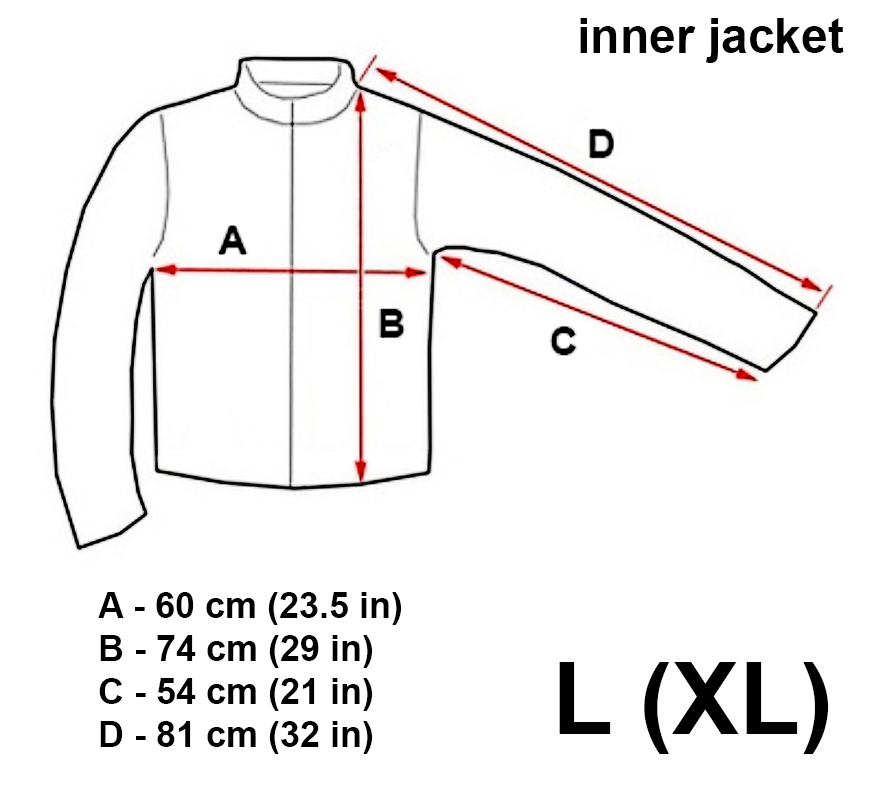 inner jacket
D
A
B
C
A - 60 cm (23.5 in)
B - 74 cm (29 in)
C - 54 cm (21 in)
D - 81 cm (32 in)
L (XL)